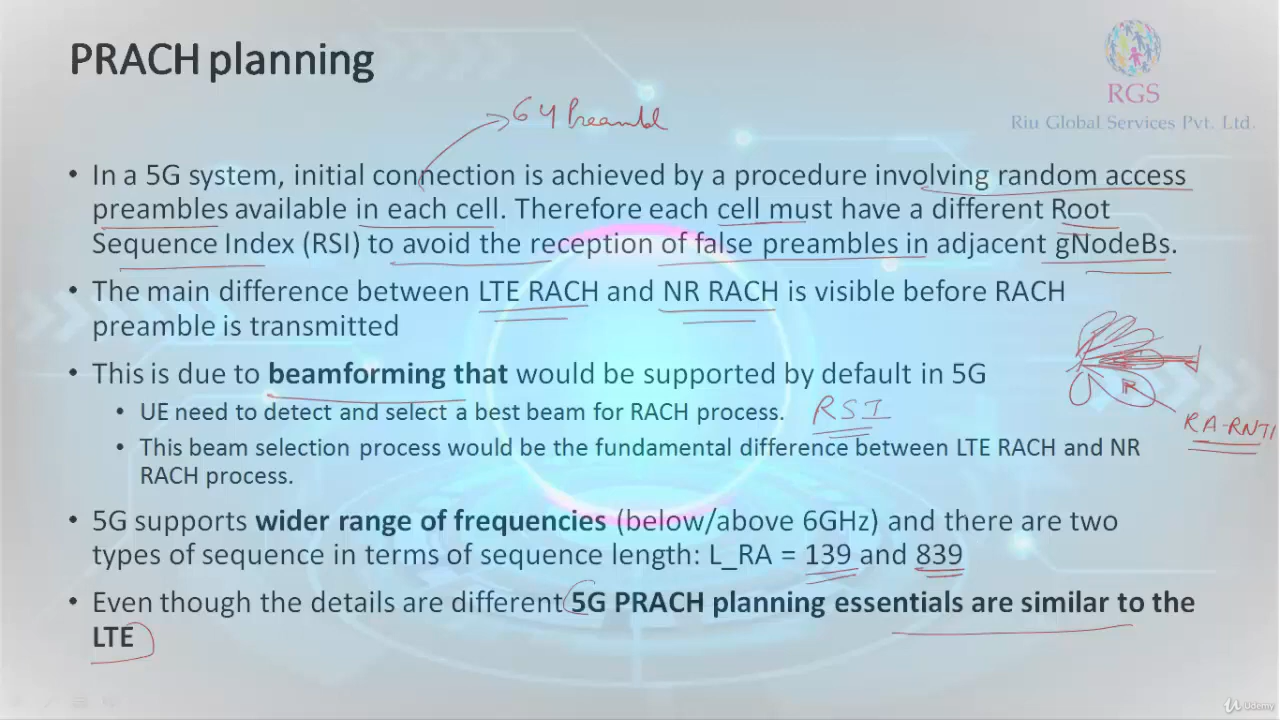 PRACH planning
RGS
Riu Global Services Pvt. Ltd.
64 Preambl
• In a 5G system, initial connection is achieved by a procedure involving random access
preambles available in each cell. Therefore each cell must have a different Root
Sequence Index (RSI) to avoid the reception of false preambles in adjacent gNodeBs.
• The main difference between LTE RACH and NR RACH is visible before RACH
preamble is transmitted
• This is due to beamforming that would be supported by default in 5G
• UE need to detect and select a best beam for RACH process.
RSI
RA-RNTI
• This beam selection process would be the fundamental difference between LTE RACH and NR
RACH process.
• 5G supports wider range of frequencies (below/above 6GHz) and there are two
types of sequence in terms of sequence length: L_RA = 139 and 839
• Even though the details are different 5G PRACH planning essentials are similar to the
LTE
Udemy